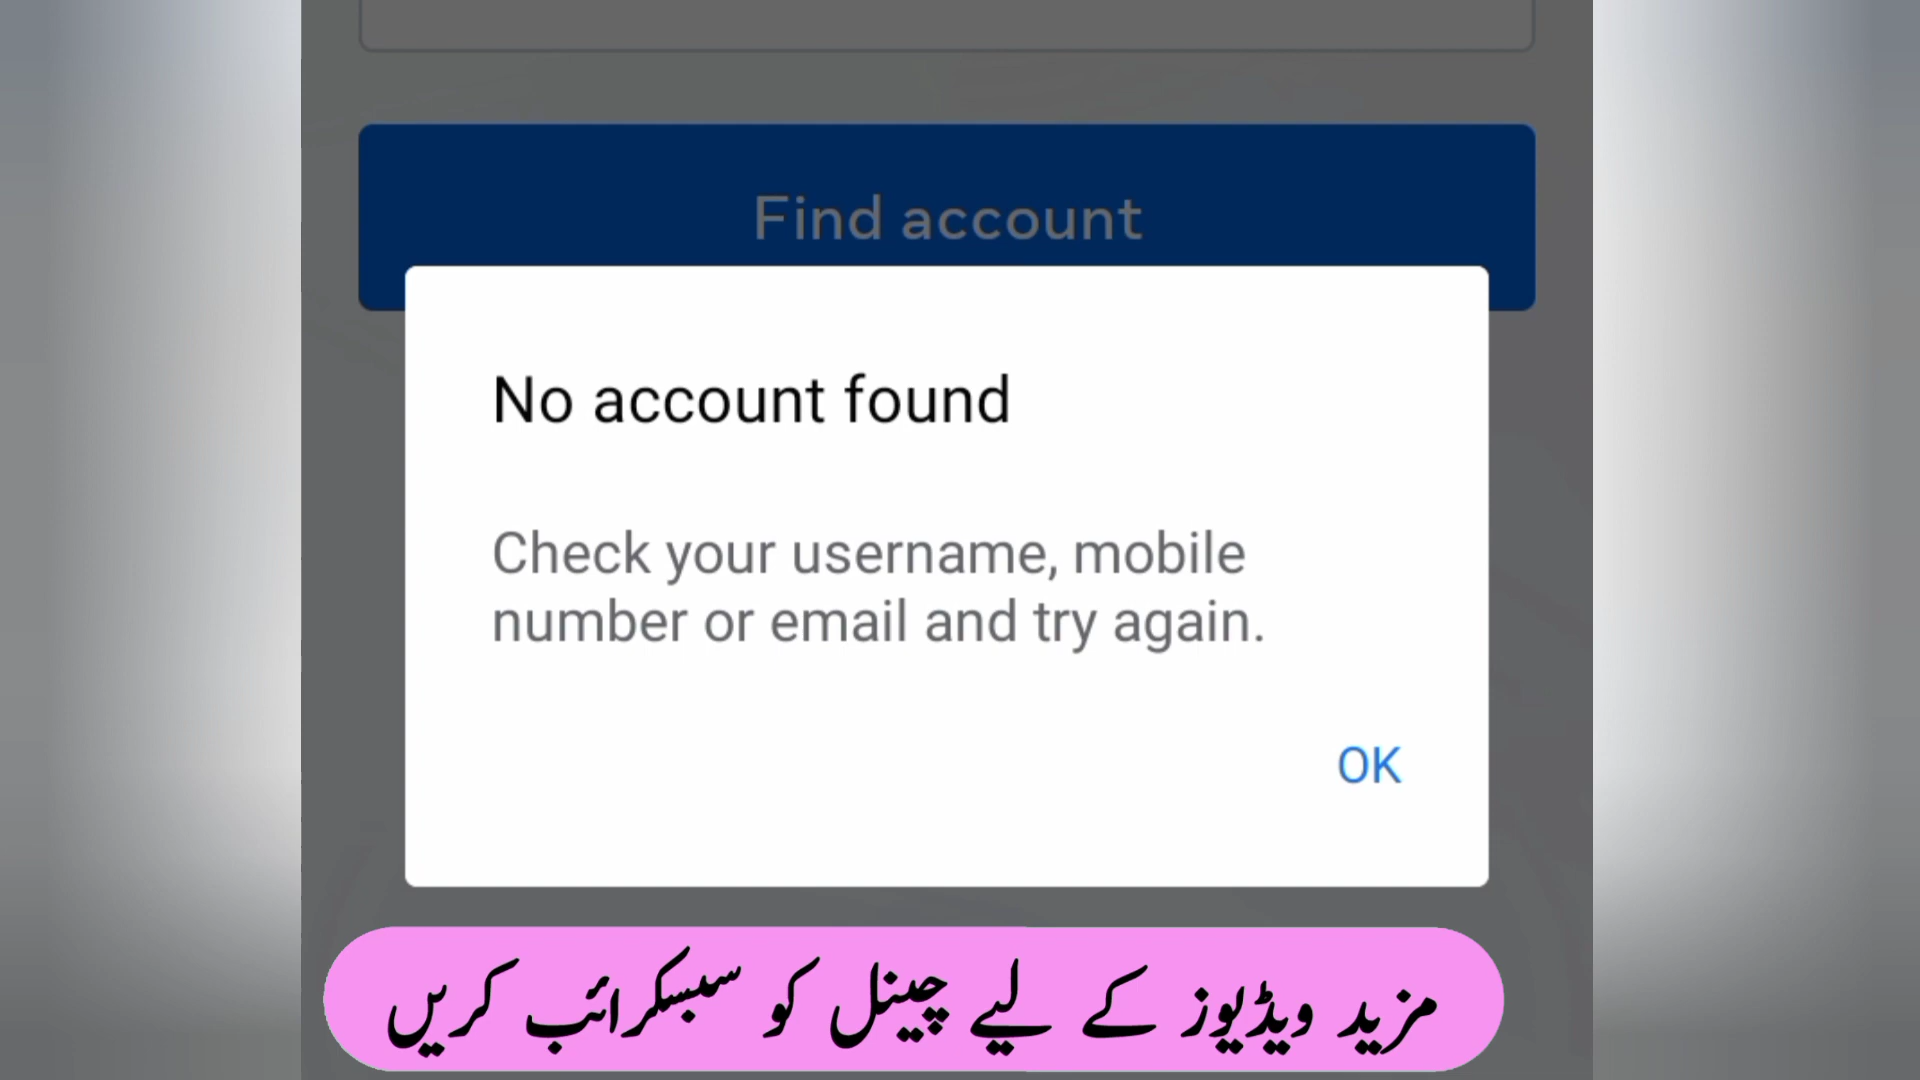 Find account
No account found
Check your username, mobile
number or email and try again.
OK
مزید ویڈیوز کے لیے چینل کو سبسکرائب کریں